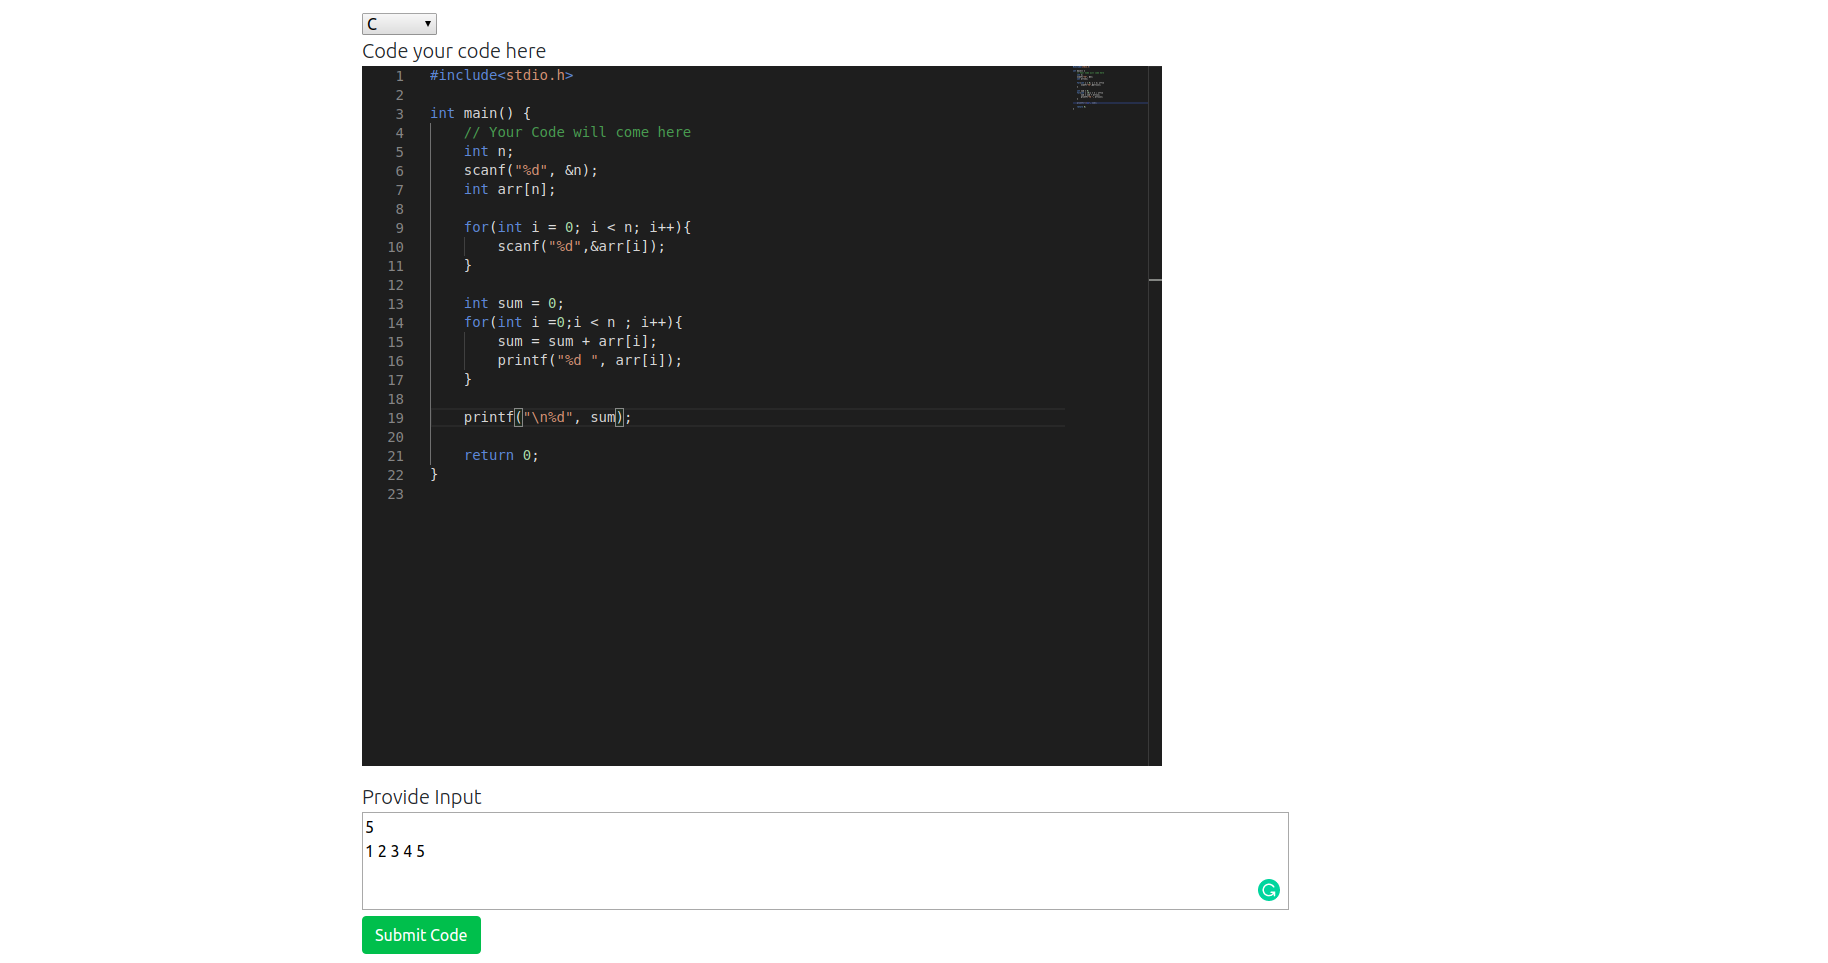 C
Code your code here
1 #include<stdio.h>
2
3 int main() {
4     // Your Code will come here
5     int n;
6     scanf("%d", &n);
7     int arr[n];
8
9     for(int i = 0; i < n; i++){
10         scanf("%d",&arr[i]);
11     }
12
13     int sum = 0;
14     for(int i =0;i < n ; i++){
15         sum = sum + arr[i];
16         printf("%d ", arr[i]);
17     }
18
19     printf("\n%d", sum);
20
21     return 0;
22 }
23
Provide Input
5
1 2 3 4 5
Submit Code